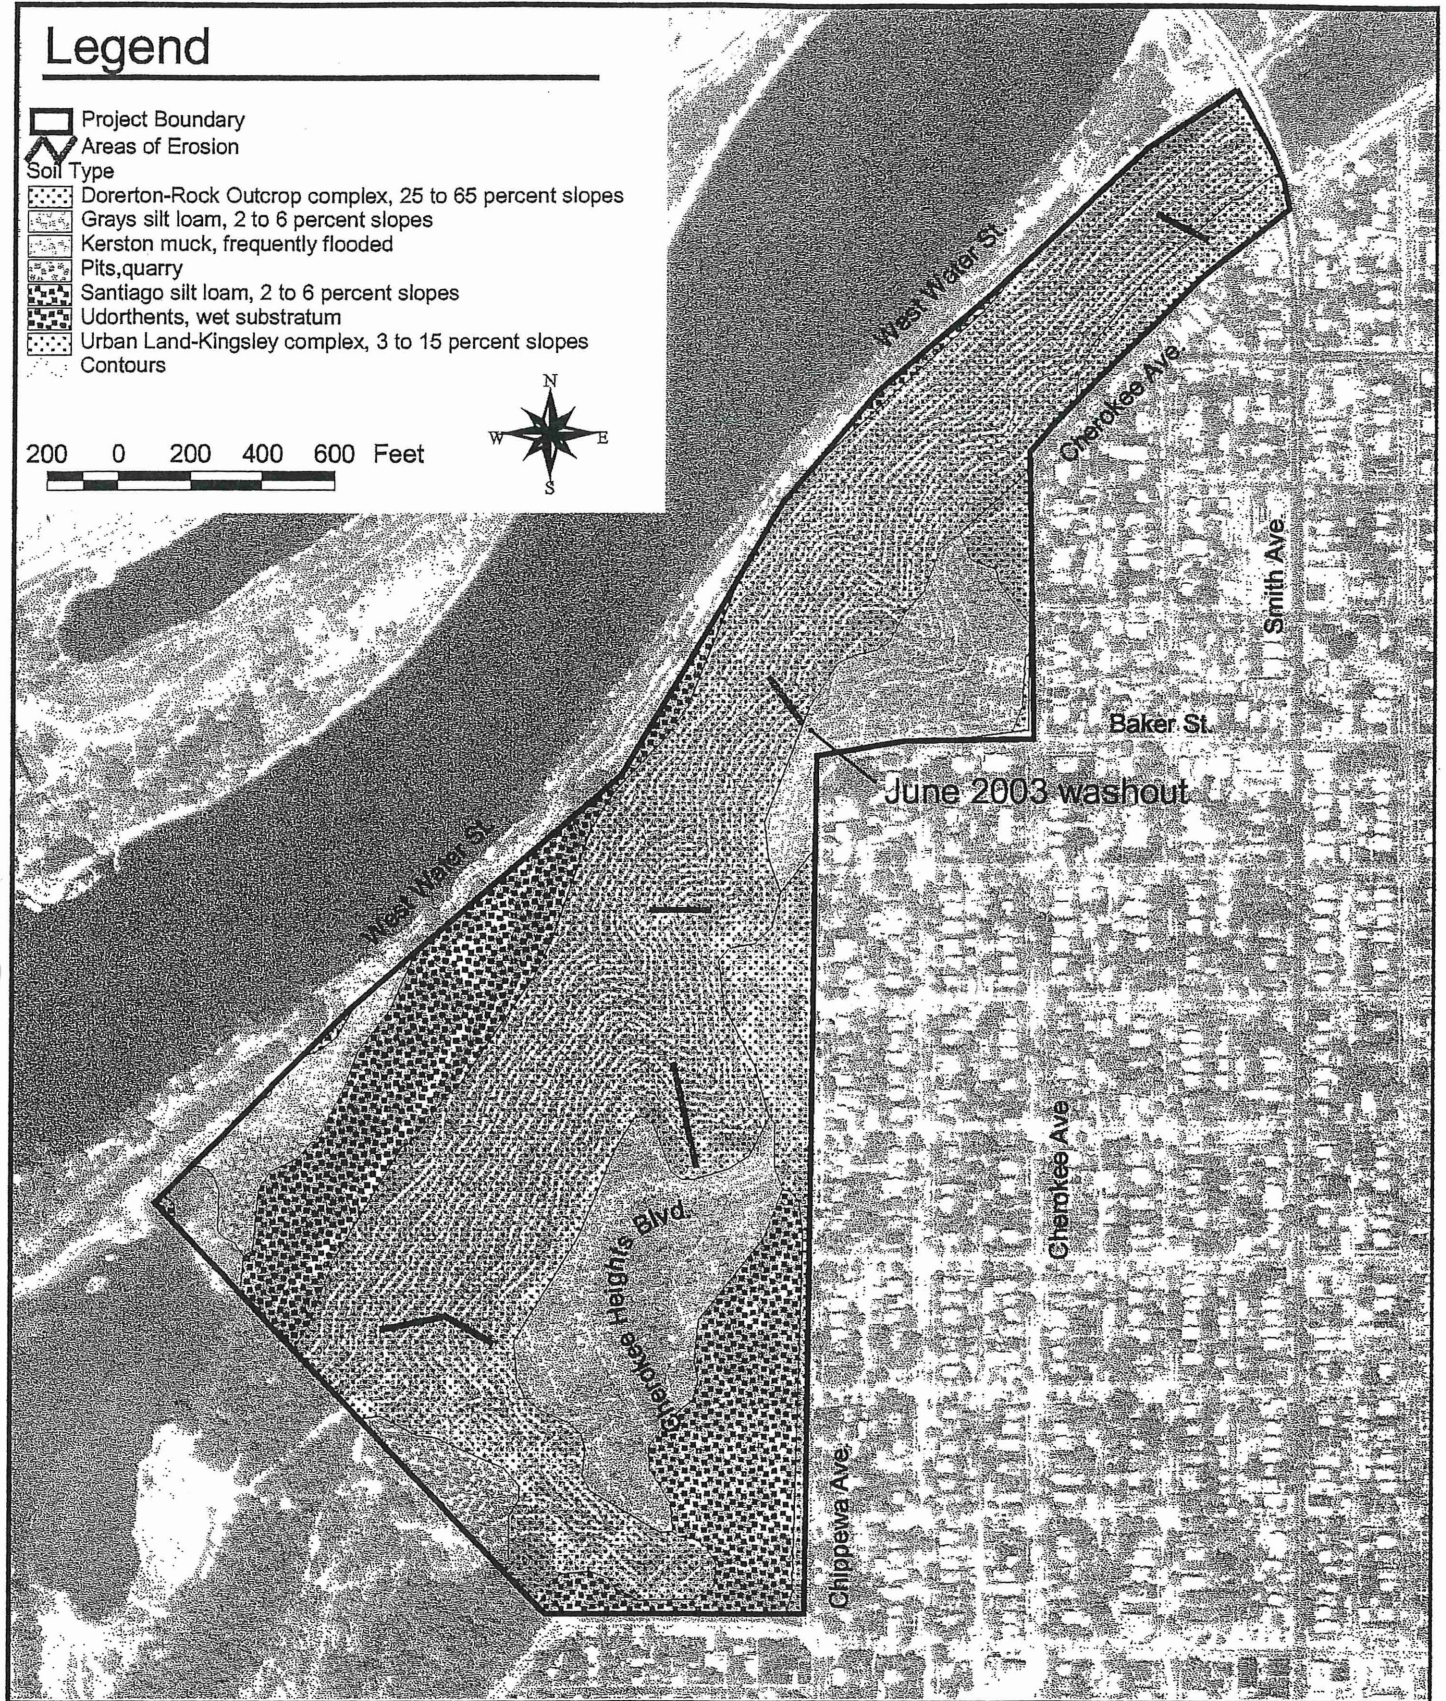 Legend
Project Boundary
Areas of Erosion
Soil Type
Dorerton-Rock Outcrop complex, 25 to 65 percent slopes
Grays silt loam, 2 to 6 percent slopes
Kerston muck, frequently flooded
Pits,quarry
Santiago silt loam, 2 to 6 percent slopes
Udorthents, wet substratum
Urban Land-Kingsley complex, 3 to 15 percent slopes
Contours
N
W E
S
200 0 200 400 600 Feet
West Water St.
Cherokee Ave.
Smith Ave.
Baker St.
June 2003 washout
West Water St.
Cherokee Ave
Cherokee Heights Blvd.
Chippewa Ave.